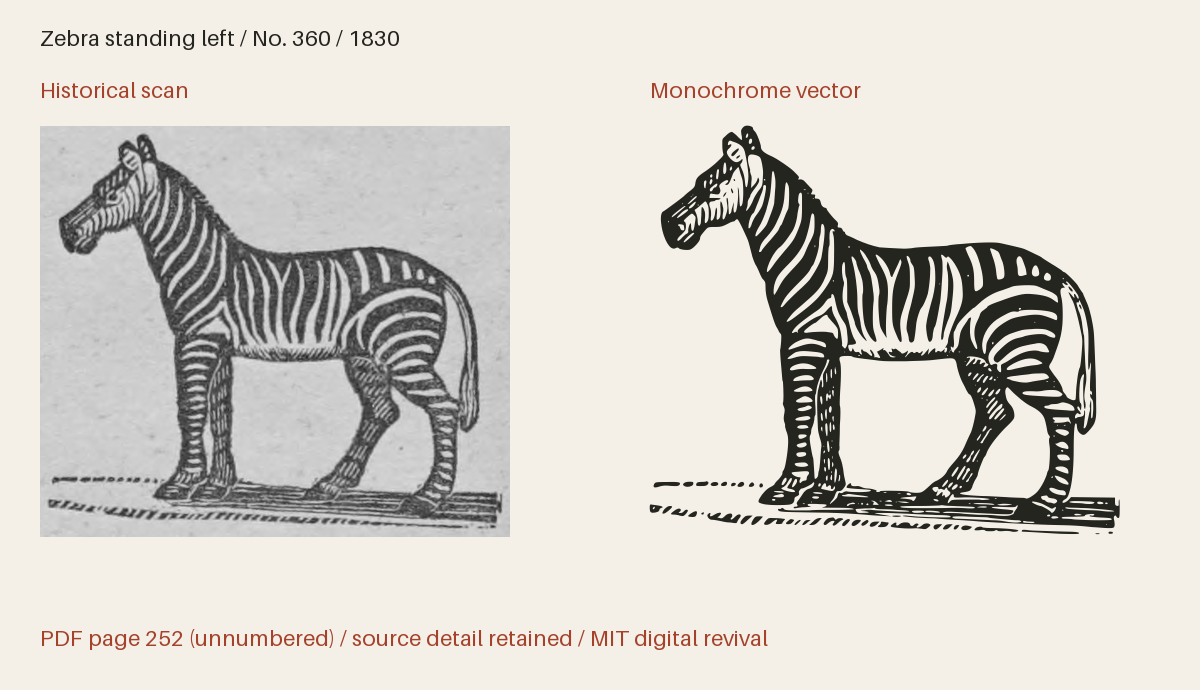 Zebra standing left / No. 360 / 1830
Historical scan
Monochrome vector
PDF page 252 (unnumbered) / source detail retained / MIT digital revival